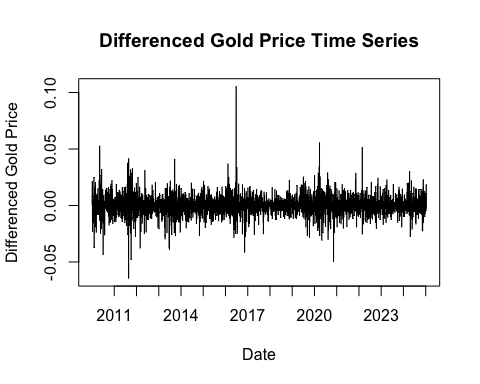 Differenced Gold Price Time Series
Differenced Gold Price
0.10
0.05
0.00
-0.05
2011 2014 2017 2020 2023
Date